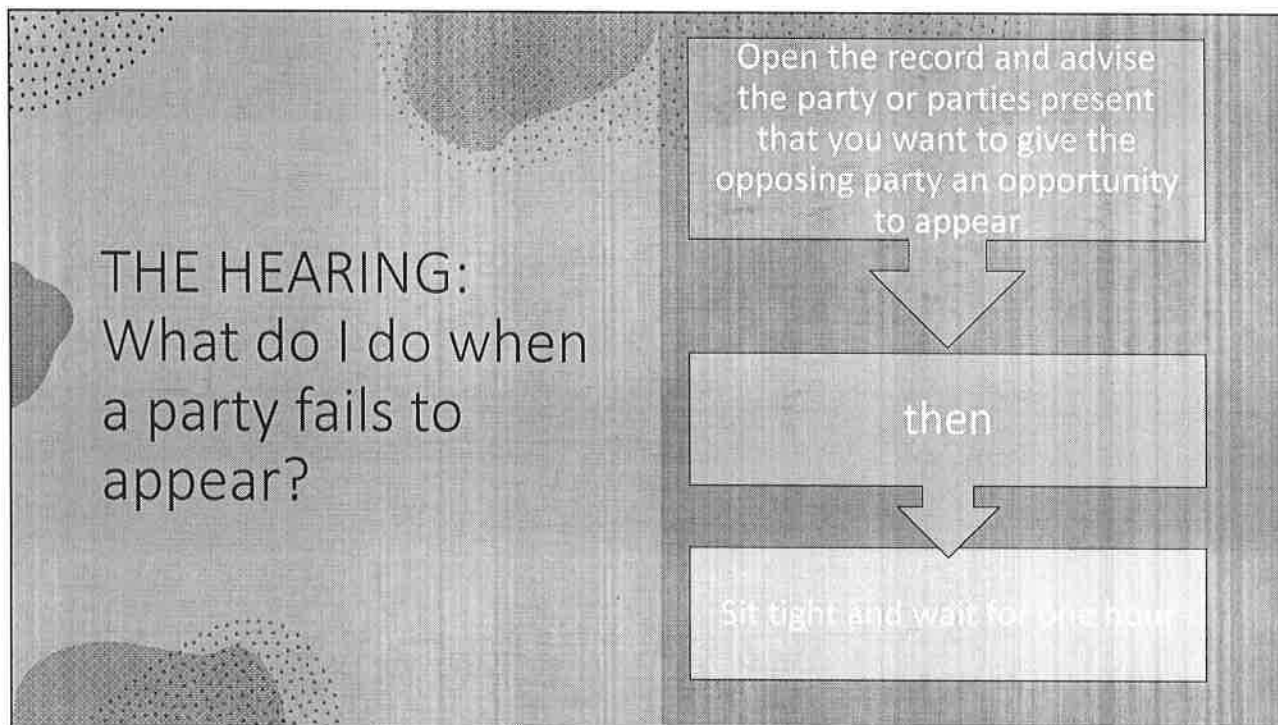 THE HEARING:
What do I do when
a party fails to
appear?
Open the record and advise
the party or parties present
that you want to give the
opposing party an opportunity
to appear
then
Sit tight and wait for one hour